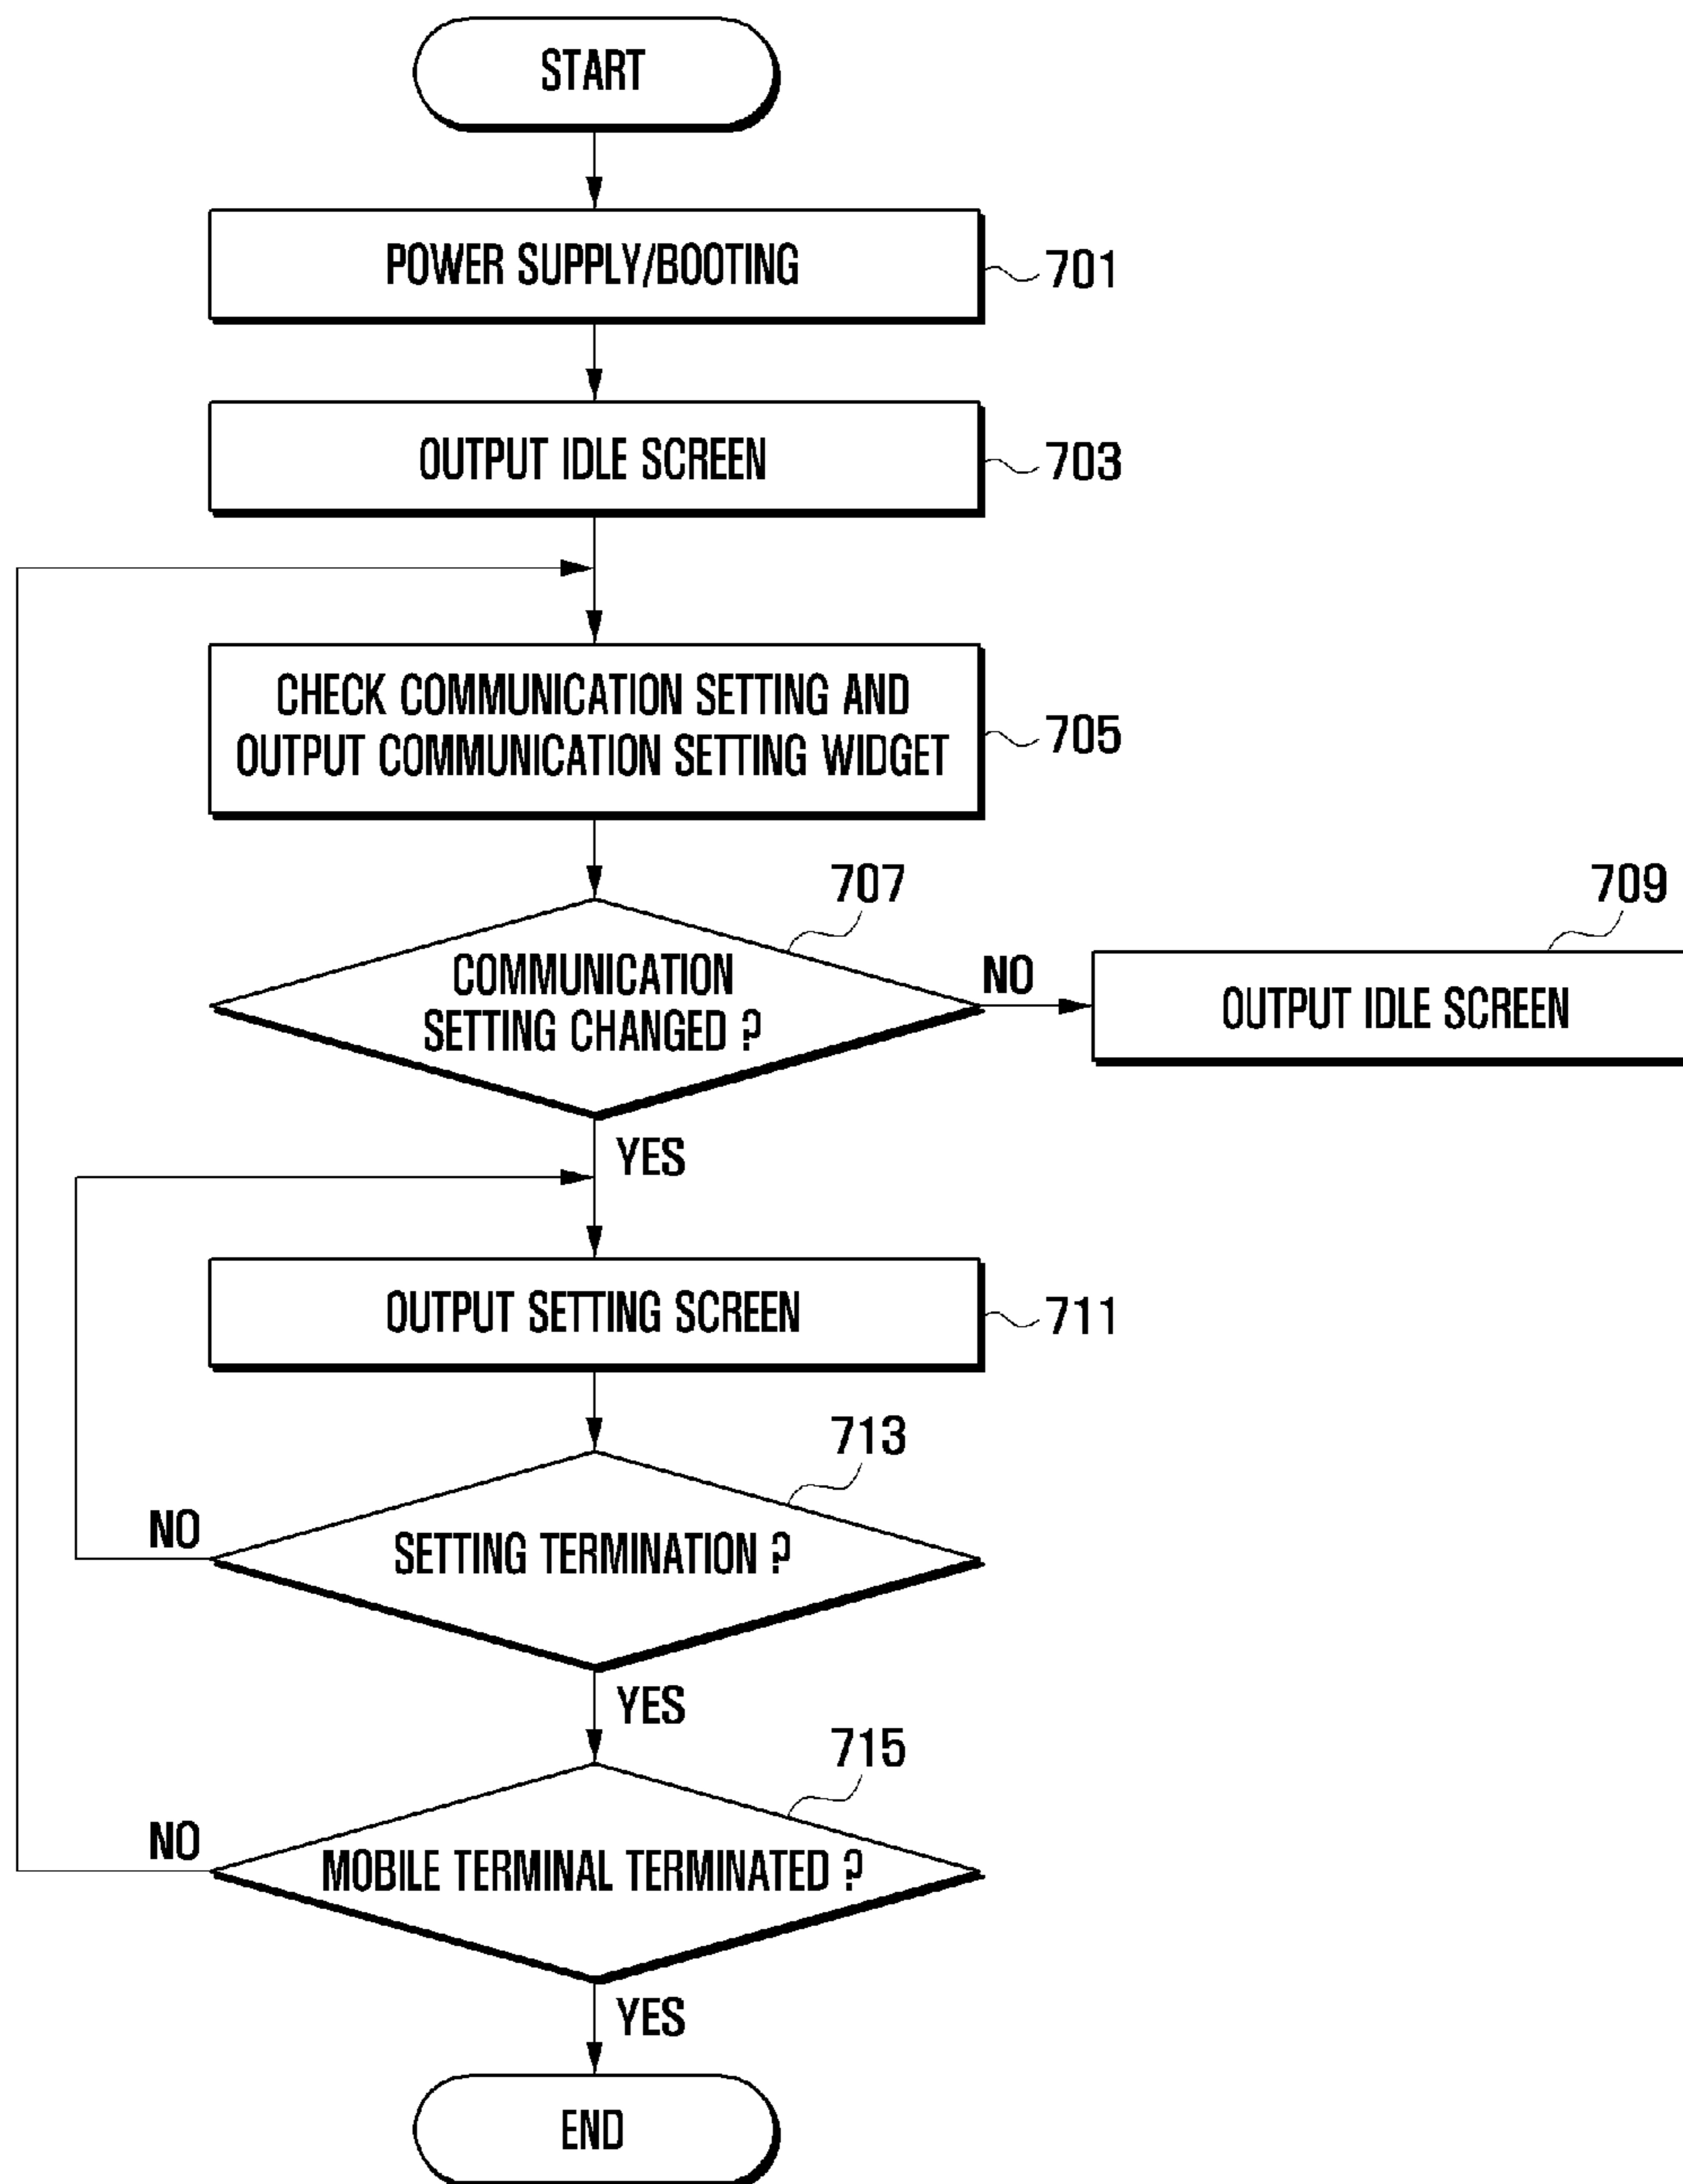 START
POWER SUPPLY/BOOTING
701
OUTPUT IDLE SCREEN
703
CHECK COMMUNICATION SETTING AND
OUTPUT COMMUNICATION SETTING WIDGET
705
707
COMMUNICATION
SETTING CHANGED ?
NO
709
OUTPUT IDLE SCREEN
YES
OUTPUT SETTING SCREEN
711
713
SETTING TERMINATION ?
NO
YES
715
MOBILE TERMINAL TERMINATED ?
NO
YES
END